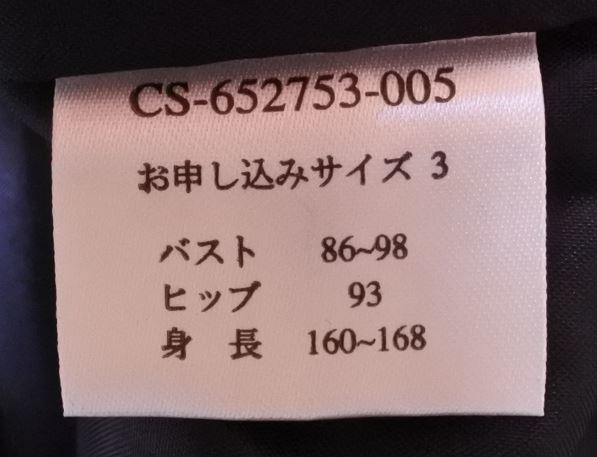 CS-652753-005
お申し込みサイズ 3
バスト 86~98
ヒップ 93
身 長 160~168